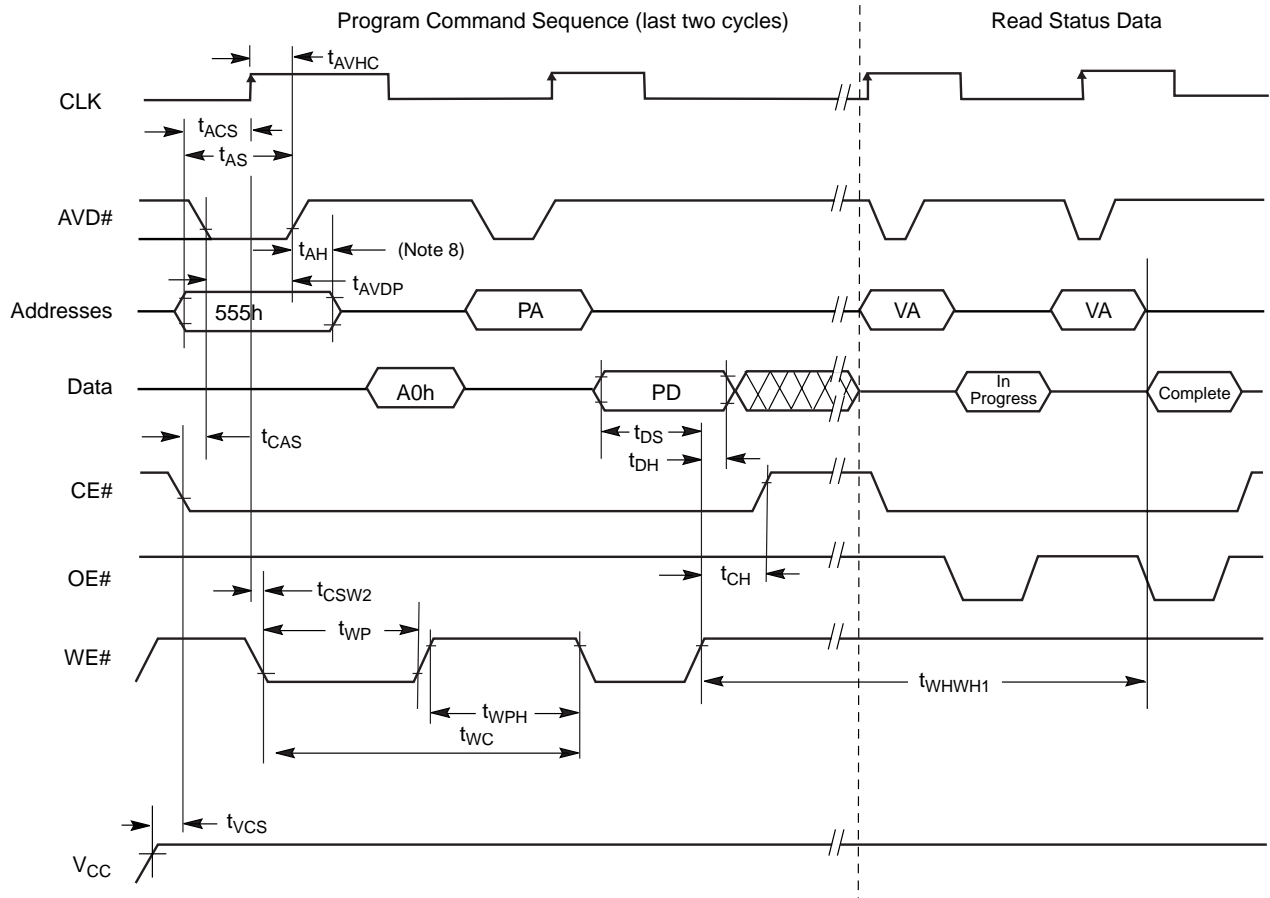 Program Command Sequence (last two cycles) Read Status Data
tAVHC
CLK
tACS
tAS
AVD#
tAH (Note 8)
tAVDP
Addresses 555h PA VA VA
Data A0h PD In Progress Complete
tCAS
tDS
tDH
CE#
OE#
tCH
tCSW2
tWP
WE#
tWHWH1
tWPH
tWC
tVCS
VCC